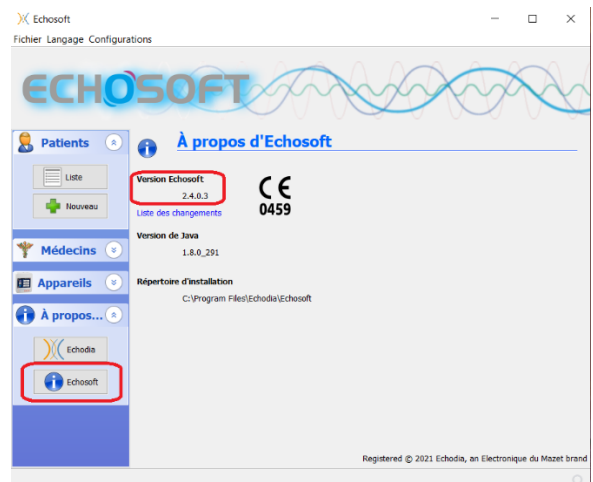 Echosoft
Fichier Langage Configurations
ECHOSOFT
Patients
Liste
Nouveau
Médecins
Appareils
À propos...
Echodia
Echosoft
À propos d'Echosoft
Version Echosoft
2.4.0.3
Liste des changements
CE
0459
Version de Java
1.8.0_291
Répertoire d'installation
C:\Program Files\Echodia\Echosoft
Registered © 2021 Echodia, an Electronique du Mazet brand